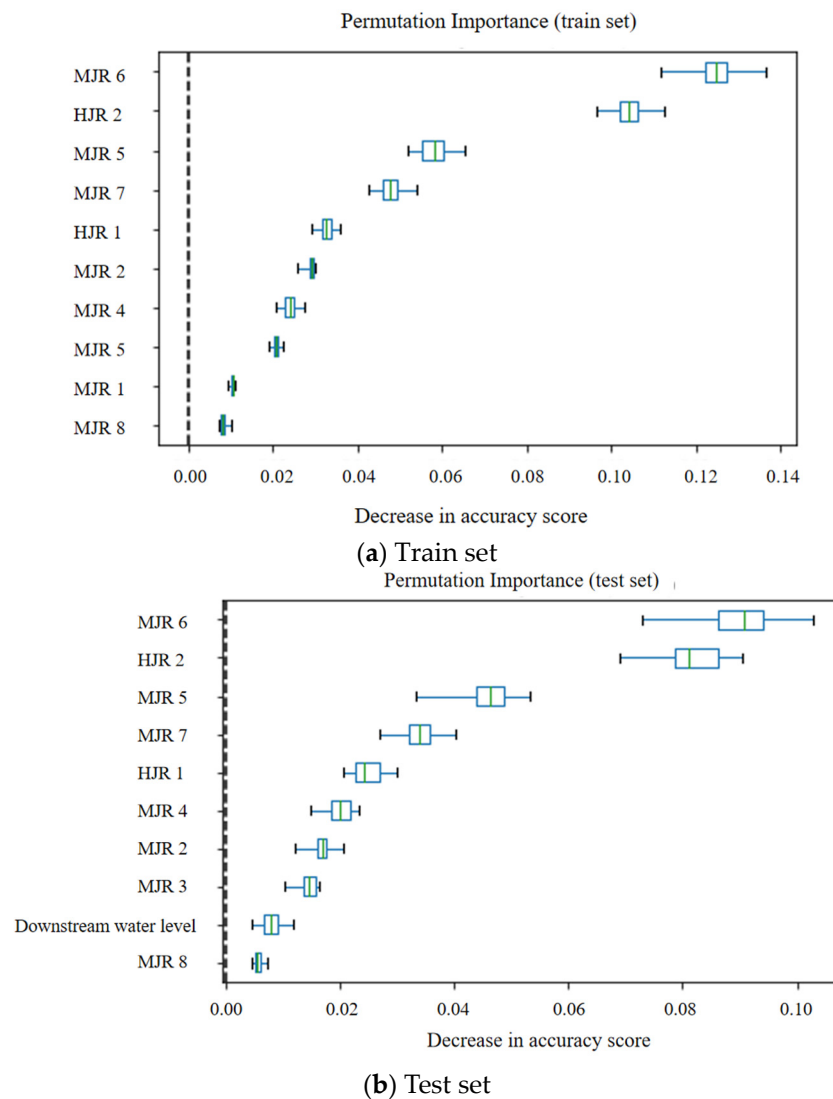 Permutation Importance (train set)
MJR 6
HJR 2
MJR 5
MJR 7
HJR 1
MJR 2
MJR 4
MJR 5
MJR 1
MJR 8
0.00 0.02 0.04 0.06 0.08 0.10 0.12 0.14
Decrease in accuracy score
(a) Train set
Permutation Importance (test set)
MJR 6
HJR 2
MJR 5
MJR 7
HJR 1
MJR 4
MJR 2
MJR 3
Downstream water level
MJR 8
0.00 0.02 0.04 0.06 0.08 0.10
Decrease in accuracy score
(b) Test set